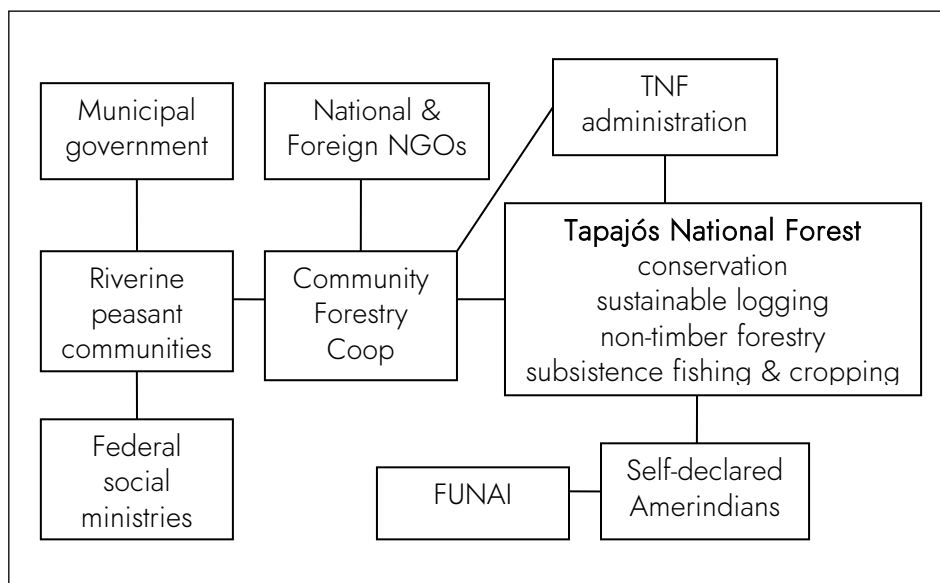 Municipal
government
National &
Foreign NGOs
TNF
administration
Riverine
peasant
communities
Community
Forestry
Coop
Tapajós National Forest
conservation
sustainable logging
non-timber forestry
subsistence fishing & cropping
Federal
social
ministries
FUNAI
Self-declared
Amerindians